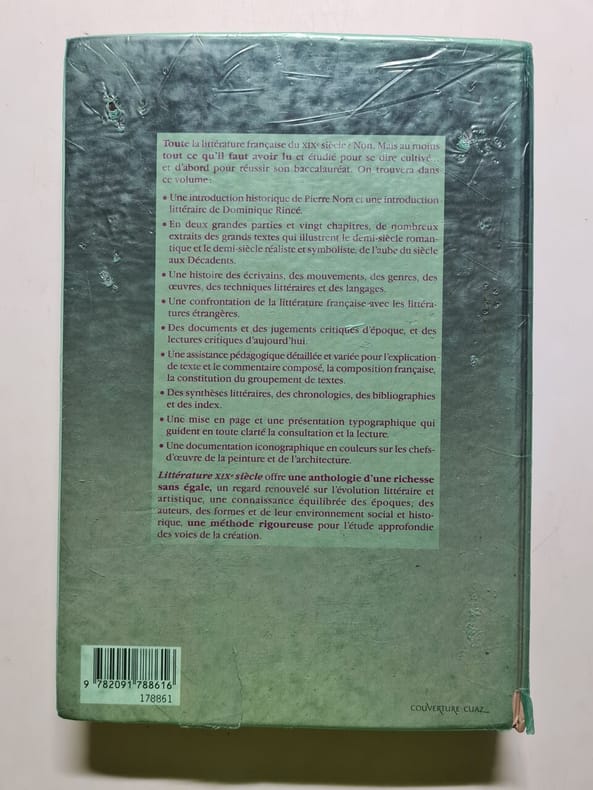 Toute la littérature française du XIXe siècle ? Non. Mais au moins
tout ce qu'il faut avoir lu et étudié pour se dire cultivé...
et d'abord pour réussir son baccalauréat. On trouvera dans
ce volume :
• Une introduction historique de Pierre Nora et une introduction
littéraire de Dominique Rincé.
• En deux grandes parties et vingt chapitres, de nombreux
extraits des grands textes qui illustrent le demi-siècle roman-
tique et le demi-siècle réaliste et symboliste, de l'aube du siècle
aux Décadents.
• Une histoire des écrivains, des mouvements, des genres, des
œuvres, des techniques littéraires et des langages.
• Une confrontation de la littérature française avec les littéra-
tures étrangères.
• Des documents et des jugements critiques d'époque, et des
lectures critiques d'aujourd'hui.
• Une assistance pédagogique détaillée et variée pour l'explication
de texte et le commentaire composé, la composition française,
la constitution du groupement de textes.
• Des synthèses littéraires, des chronologies, des bibliographies
et des index.
• Une mise en page et une présentation typographique qui
guident en toute clarté la consultation et la lecture.
• Une documentation iconographique en couleurs sur les chefs-
d'œuvre de la peinture et de l'architecture.
Littérature XIXe siècle offre une anthologie d'une richesse
sans égale, un regard renouvelé sur l'évolution littéraire et
artistique, une connaissance équilibrée des époques, des
auteurs, des formes et de leur environnement social et histo-
rique, une méthode rigoureuse pour l'étude approfondie
des voies de la création.
9 782091 788616
178861
COUVERTURE CUAZ